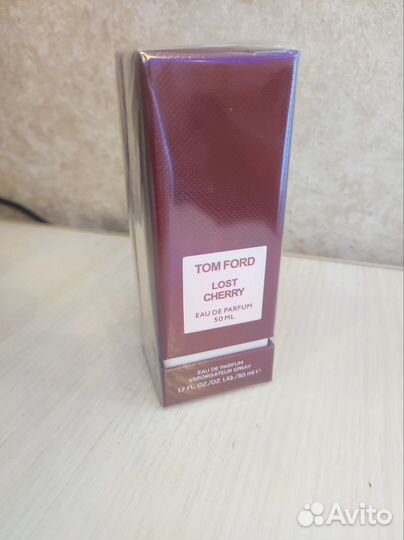 TOM FORD
LOST
CHERRY
EAU DE PARFUM
50 ML
EAU DE PARFUM
VAPORISATEUR SPRAY
1.7 FL. OZ/OZ. LIQ./50 ml ℮
Avito